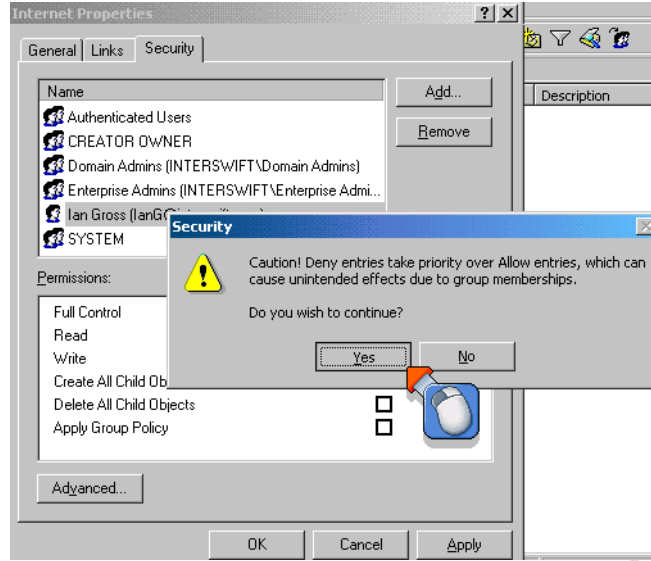 Internet Properties
General Links Security
Name
Add...
Description
Authenticated Users
Remove
CREATOR OWNER
Domain Admins (INTERSWIFT\Domain Admins)
Enterprise Admins (INTERSWIFT\Enterprise Admi...
Ian Gross (IanG
SYSTEM
Security
Caution! Deny entries take priority over Allow entries, which can
cause unintended effects due to group memberships.
Do you wish to continue?
Yes No
Permissions:
Full Control
Read
Write
Create All Child Ob
Delete All Child Objects
Apply Group Policy
Advanced...
OK Cancel Apply